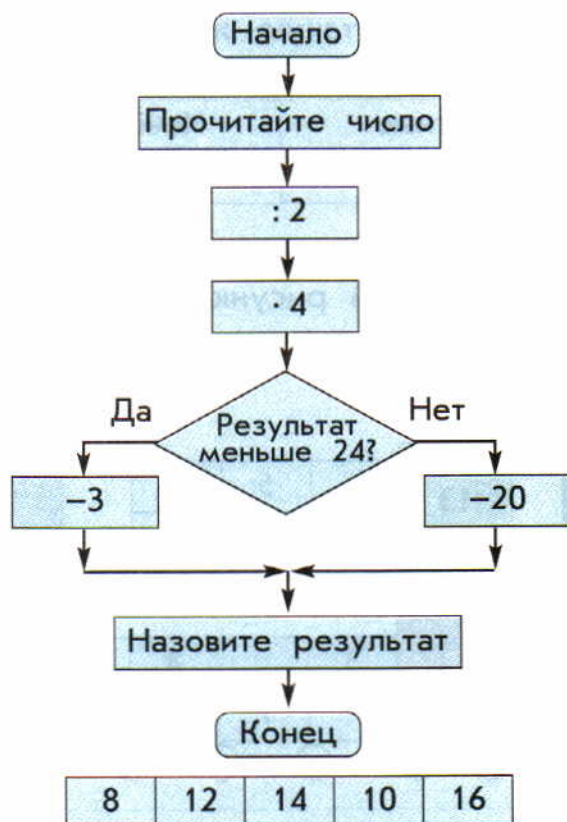 Начало
Прочитайте число
: 2
· 4
Да
Результат
меньше 24?
Нет
–3
–20
Назовите результат
Конец
8 12 14 10 16